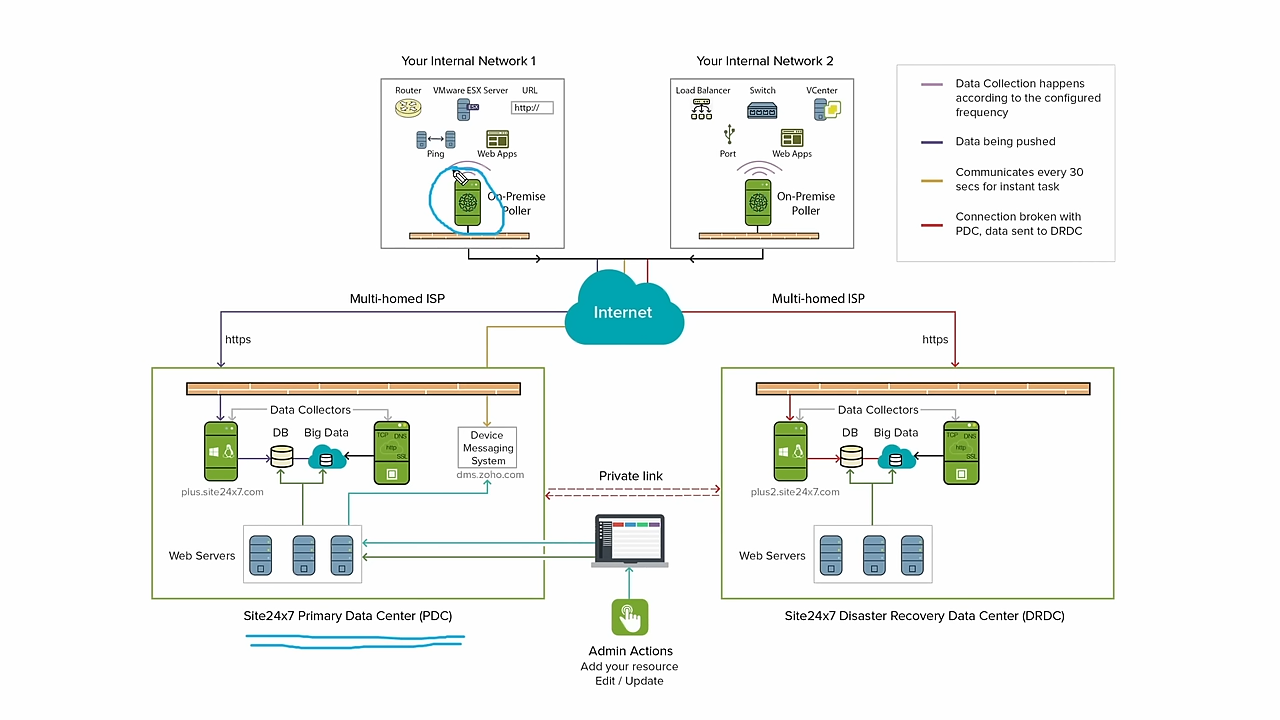 Your Internal Network 1
Router VMware ESX Server URL
http://
Ping Web Apps
On-Premise
Poller
Your Internal Network 2
Load Balancer Switch VCenter
Port Web Apps
On-Premise
Poller
Data Collection happens
according to the configured
frequency
Data being pushed
Communicates every 30
secs for instant task
Connection broken with
PDC, data sent to DRDC
Internet
Multi-homed ISP
https
Multi-homed ISP
https
Data Collectors
DB Big Data
TCP DNS
http
SSL
plus.site24x7.com
Device
Messaging
System
dms.zoho.com
Web Servers
Site24x7 Primary Data Center (PDC)
Private link
Admin Actions
Add your resource
Edit / Update
Data Collectors
DB Big Data
TCP DNS
http
SSL
plus2.site24x7.com
Web Servers
Site24x7 Disaster Recovery Data Center (DRDC)